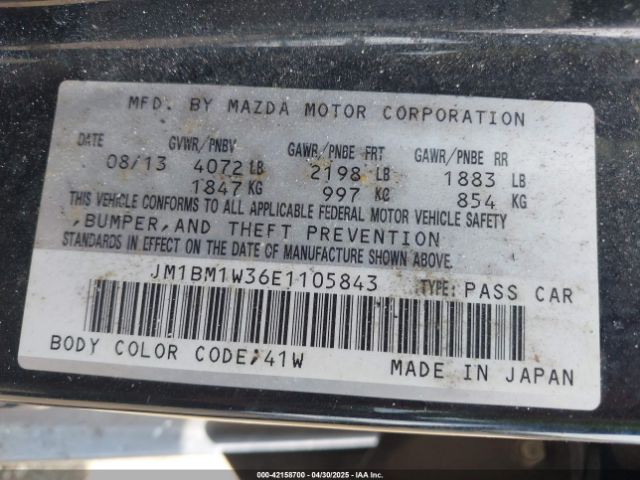 MFD. BY MAZDA MOTOR CORPORATION
DATE GVWR/PNBV GAWR/PNBE FRT GAWR/PNBE RR
08/13 4072 LB 2198 LB 1883 LB
1847 KG 997 KG 854 KG
THIS VEHICLE CONFORMS TO ALL APPLICABLE FEDERAL MOTOR VEHICLE SAFETY
,BUMPER,AND THEFT PREVENTION
STANDARDS IN EFFECT ON THE DATE OF MANUFACTURE SHOWN ABOVE.
JM1BM1W36E1105843 TYPE: PASS CAR
BODY COLOR CODE;41W MADE IN JAPAN
000-42158700 - 04/30/2025 - IAA Inc.